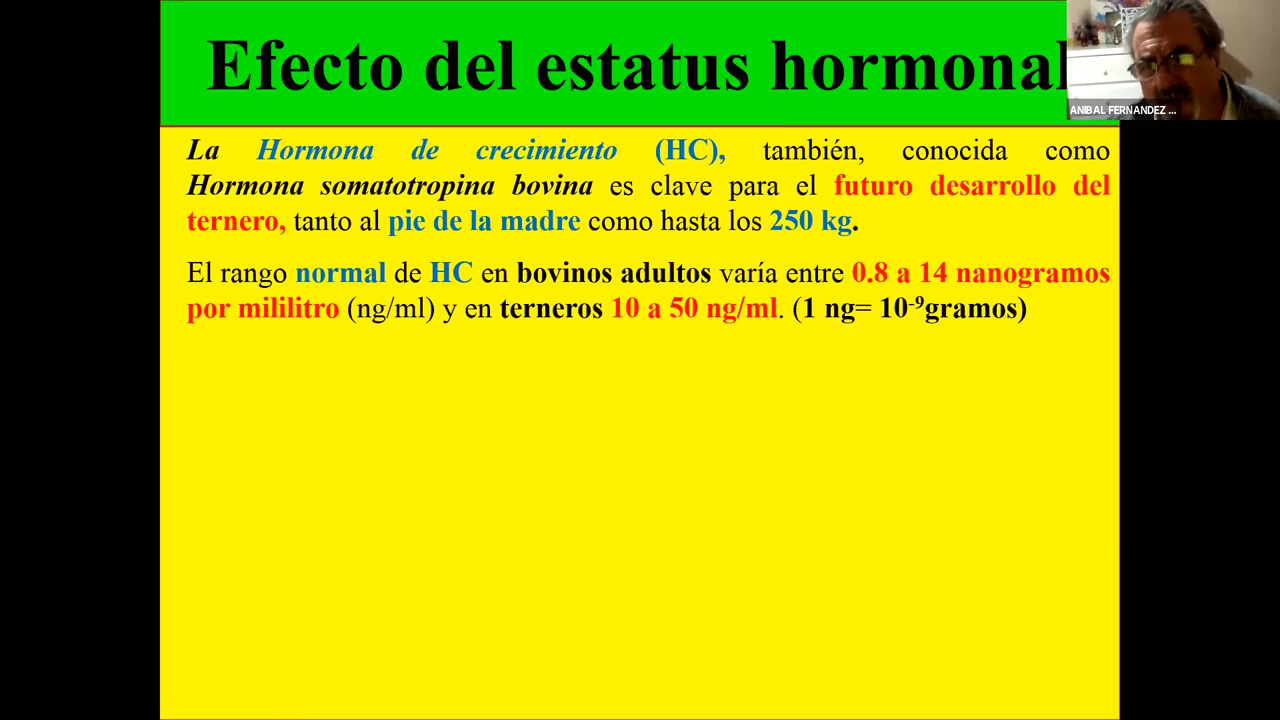 Efecto del estatus hormonal
ANIBAL FERNANDEZ ...
La Hormona de crecimiento (HC), también, conocida como
Hormona somatotropina bovina es clave para el futuro desarrollo del
ternero, tanto al pie de la madre como hasta los 250 kg.
El rango normal de HC en bovinos adultos varía entre 0.8 a 14 nanogramos
por mililitro (ng/ml) y en terneros 10 a 50 ng/ml. (1 ng= 10⁻⁹gramos)